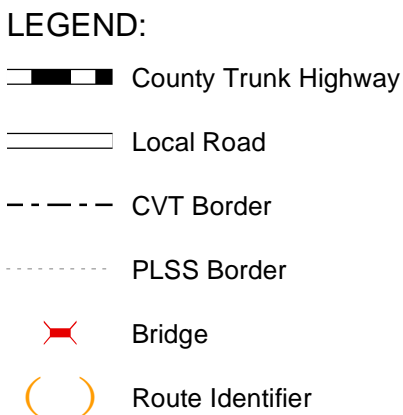 LEGEND:
County Trunk Highway
Local Road
CVT Border
PLSS Border
Bridge
( ) Route Identifier